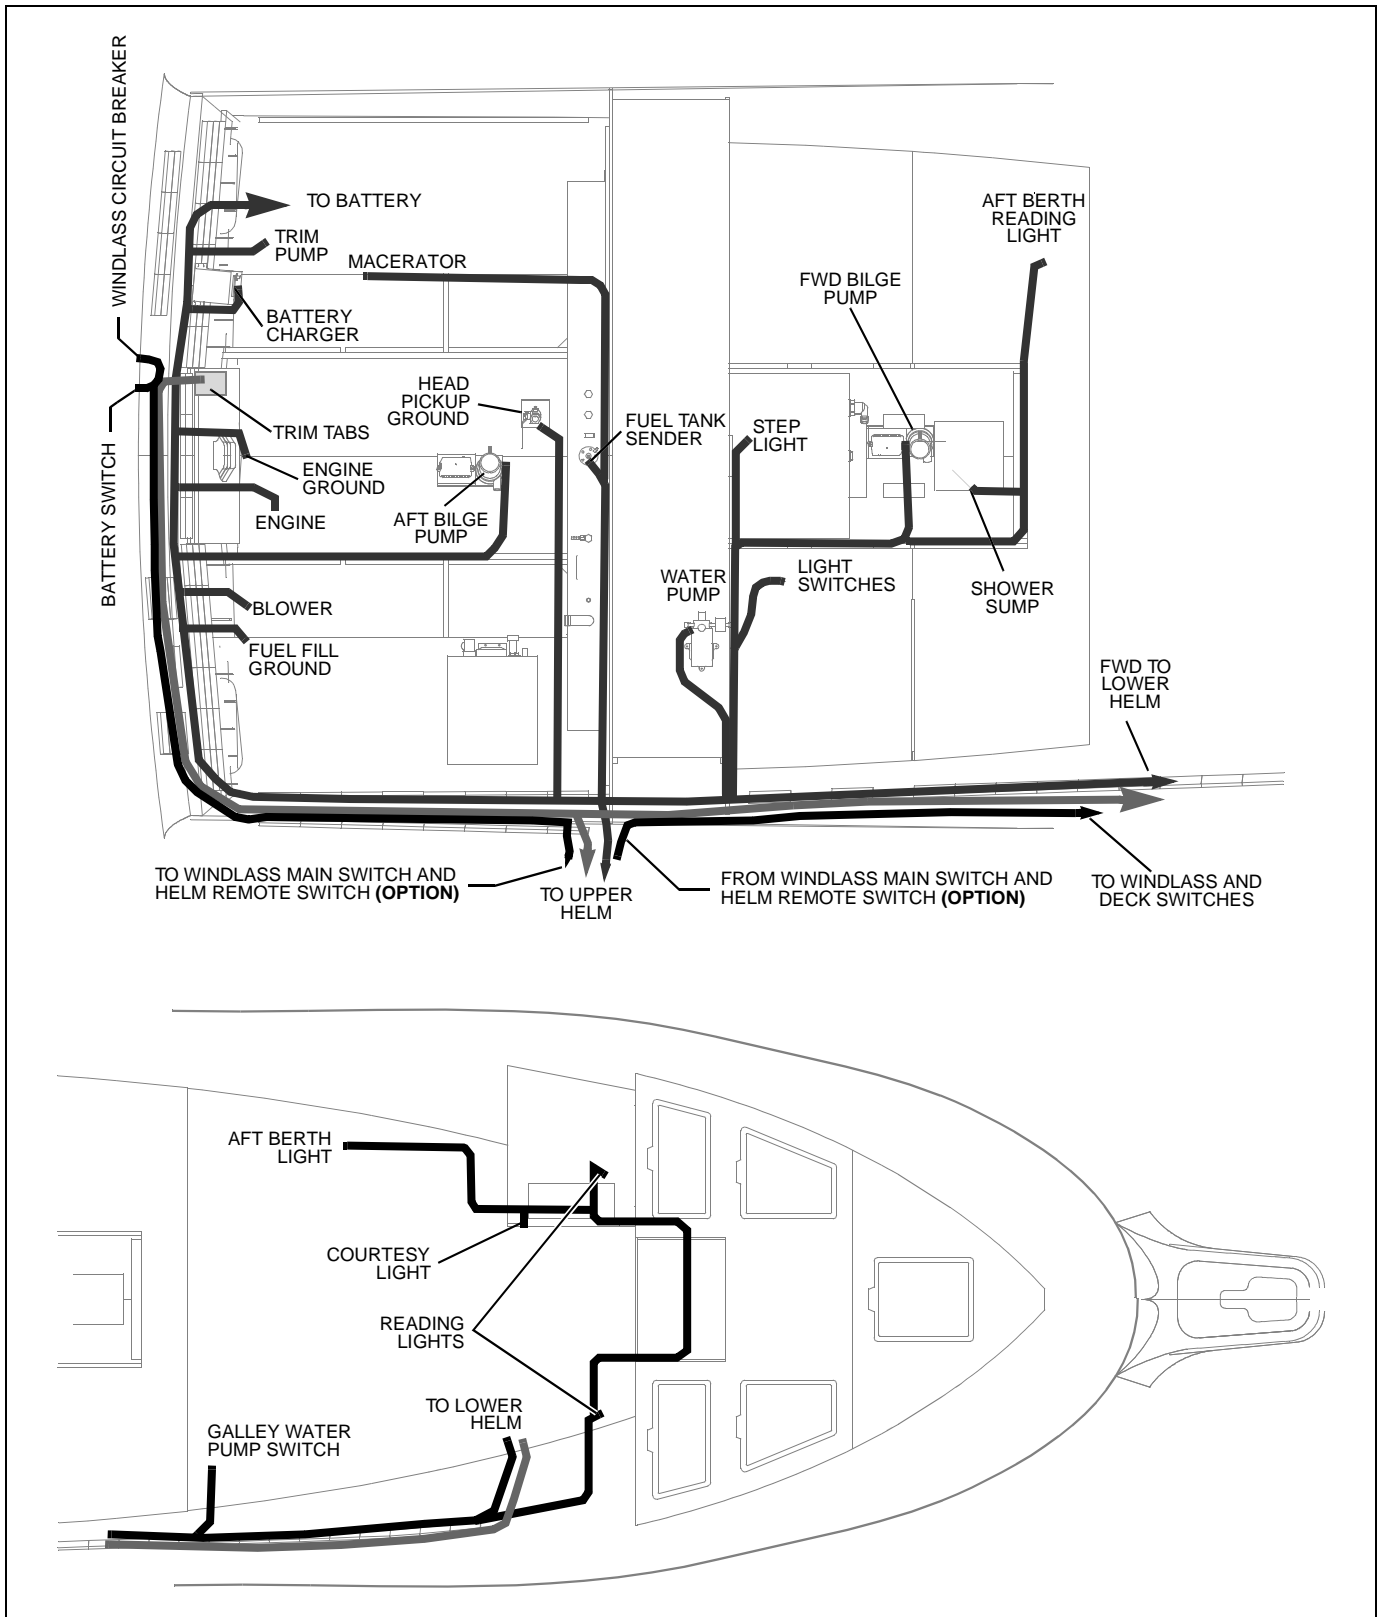 WINDLASS CIRCUIT BREAKER
TO BATTERY
TRIM
PUMP
MACERATOR
BATTERY
CHARGER
AFT BERTH
READING
LIGHT
FWD BILGE
PUMP
HEAD
PICKUP
GROUND
FUEL TANK
SENDER
STEP
LIGHT
TRIM TABS
BATTERY SWITCH
ENGINE
GROUND
ENGINE
AFT BILGE
PUMP
LIGHT
SWITCHES
WATER
PUMP
SHOWER
SUMP
BLOWER
FUEL FILL
GROUND
FWD TO
LOWER
HELM
TO WINDLASS MAIN SWITCH AND
HELM REMOTE SWITCH (OPTION)
TO UPPER
HELM
FROM WINDLASS MAIN SWITCH AND
HELM REMOTE SWITCH (OPTION)
TO WINDLASS AND
DECK SWITCHES
AFT BERTH
LIGHT
COURTESY
LIGHT
READING
LIGHTS
TO LOWER
HELM
GALLEY WATER
PUMP SWITCH